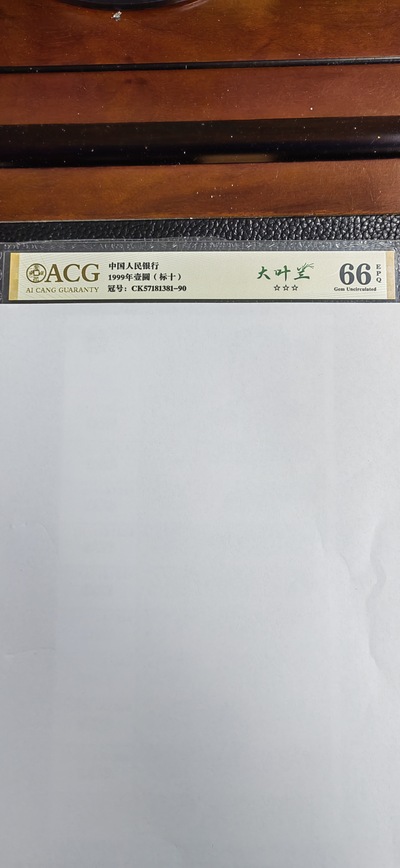 ACG
AI CANG GUARANTY
中国人民银行
1999年壹圆（标十）
冠号：CK57181381-90
大叶兰
☆☆☆
66 EPQ
Gem Uncirculated